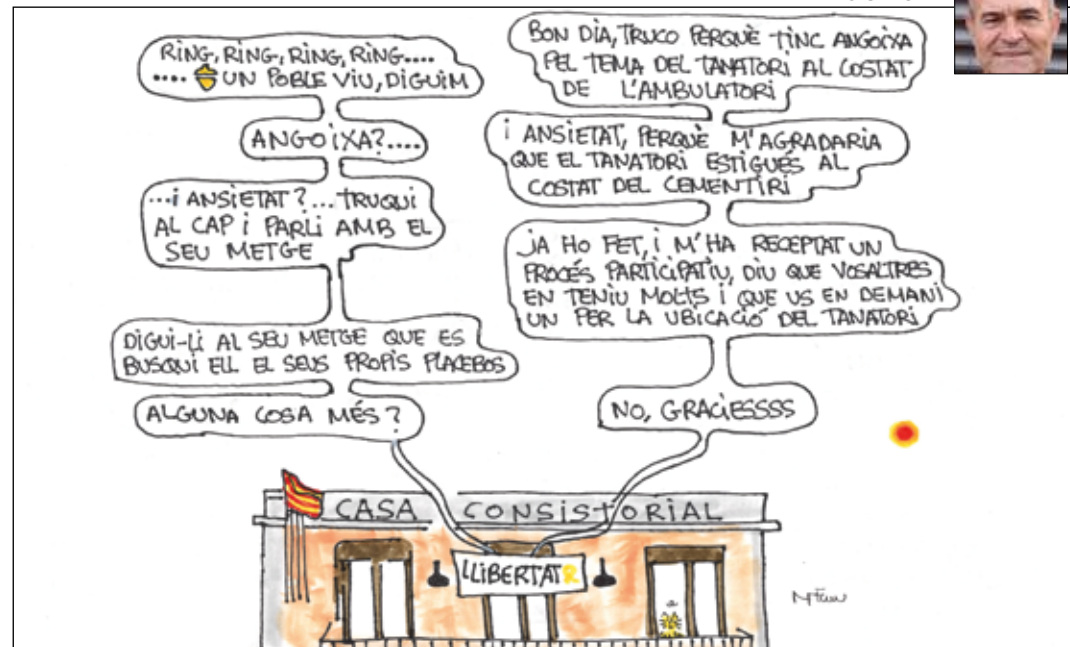 RING, RING, RING, RING....
.... UN POBLE VIU, DIGUI'M
BON DIA, TRUCO PERQUÈ TINC ANGOIXA
PEL TEMA DEL TANATORI AL COSTAT
DE L'AMBULATORI
ANGOIXA?....
I ANSIETAT, PERQUÈ M'AGRADARIA
QUE EL TANATORI ESTIGUÉS AL
COSTAT DEL CEMENTIRI
...I ANSIETAT?...TRUQUI
AL CAP I PARLI AMB EL
SEU METGE
JA HO FET, I M'HA RECEPTAT UN
PROCÉS PARTICIPATIU, DIU QUE VOSALTRES
EN TENIU MOLTS I QUE US EN DEMANI
UN PER LA UBICACIÓ DEL TANATORI
DIGUI-LI AL SEU METGE QUE ES
BUSQUI ELL EL SEUS PROPIS PLACEBOS
ALGUNA COSA MÉS?
NO, GRACIESSSS
CASA CONSISTORIAL
LLIBERTAT